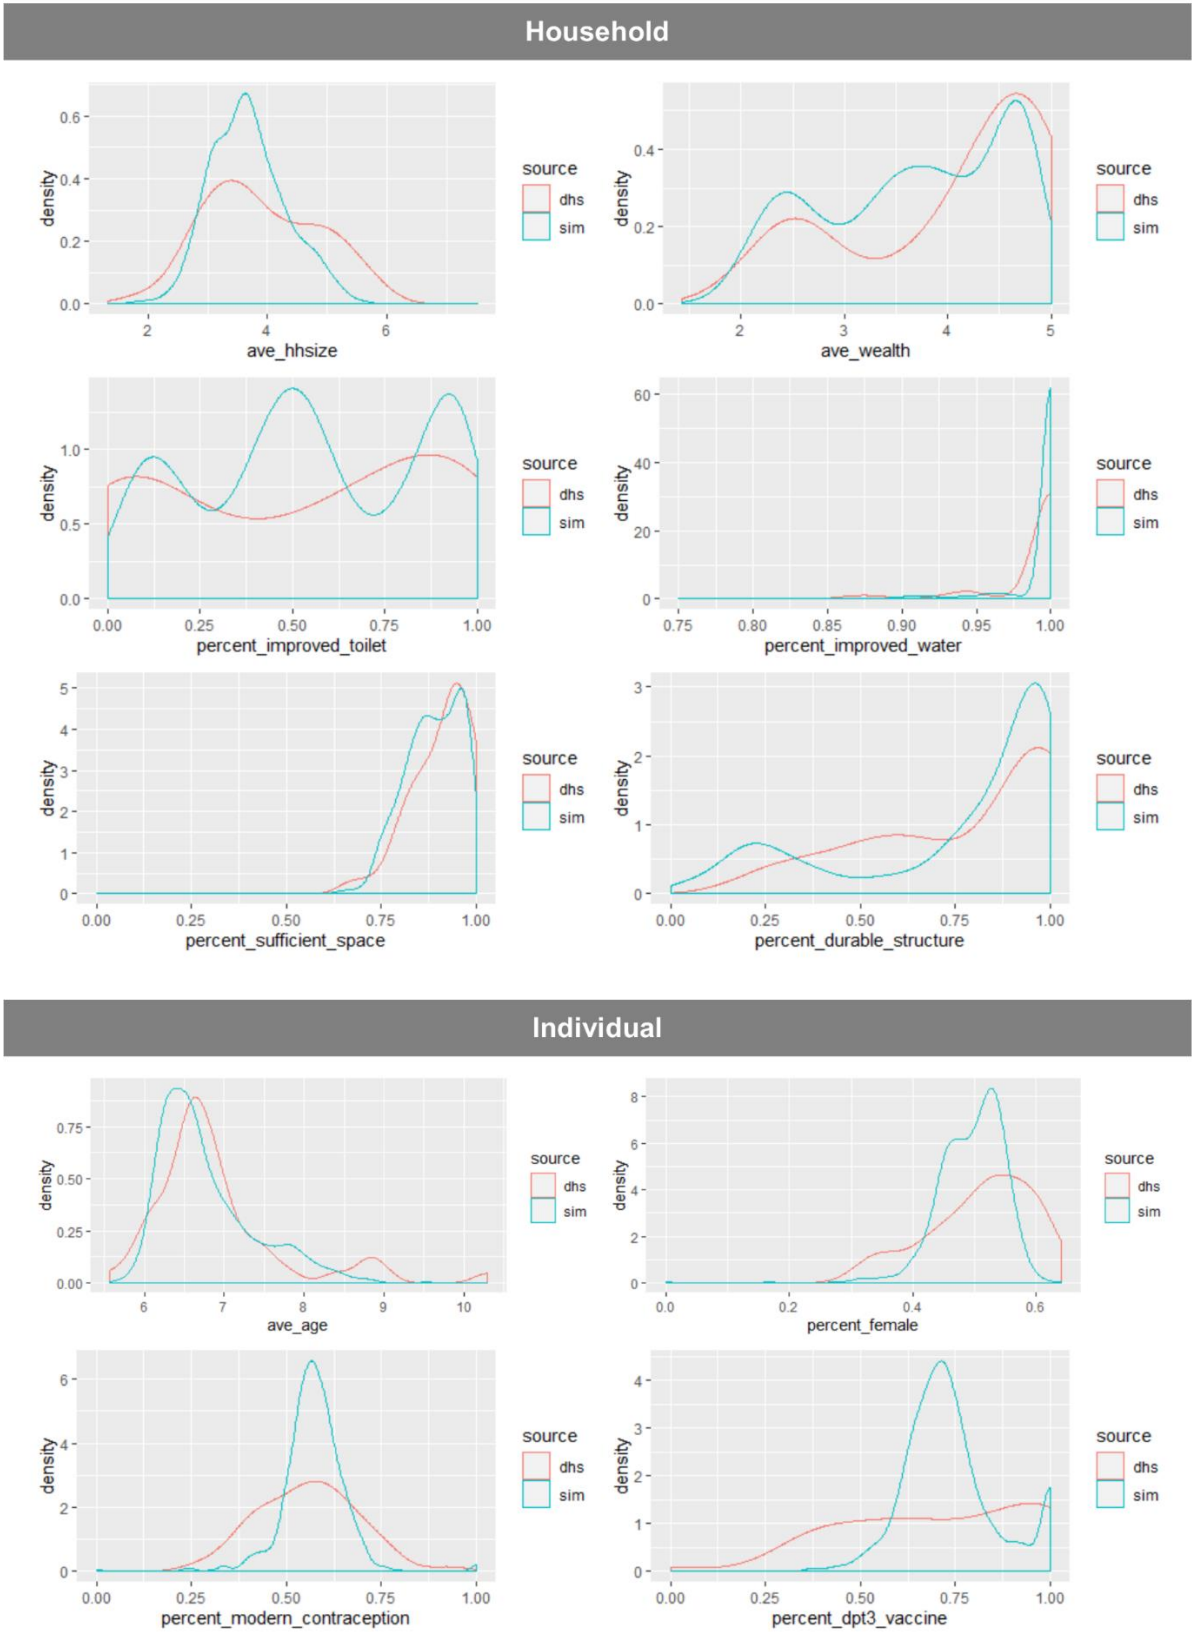 Household
0.6
0.4
0.2
0.0
density
2
4
6
ave_hhsize
source
dhs
sim
0.4
0.2
0.0
density
2
3
4
5
ave_wealth
source
dhs
sim
1.0
0.5
0.0
density
0.00
0.25
0.50
0.75
1.00
percent_improved_toilet
source
dhs
sim
60
40
20
0
density
0.75
0.80
0.85
0.90
0.95
1.00
percent_improved_water
source
dhs
sim
5
4
3
2
1
0
density
0.00
0.25
0.50
0.75
1.00
percent_sufficient_space
source
dhs
sim
3
2
1
0
density
0.00
0.25
0.50
0.75
1.00
percent_durable_structure
source
dhs
sim
Individual
0.75
0.50
0.25
0.00
density
6
7
8
9
10
ave_age
source
dhs
sim
8
6
4
2
0
density
0.0
0.2
0.4
0.6
percent_female
source
dhs
sim
6
4
2
0
density
0.00
0.25
0.50
0.75
1.00
percent_modern_contraception
source
dhs
sim
4
3
2
1
0
density
0.00
0.25
0.50
0.75
1.00
percent_dpt3_vaccine
source
dhs
sim